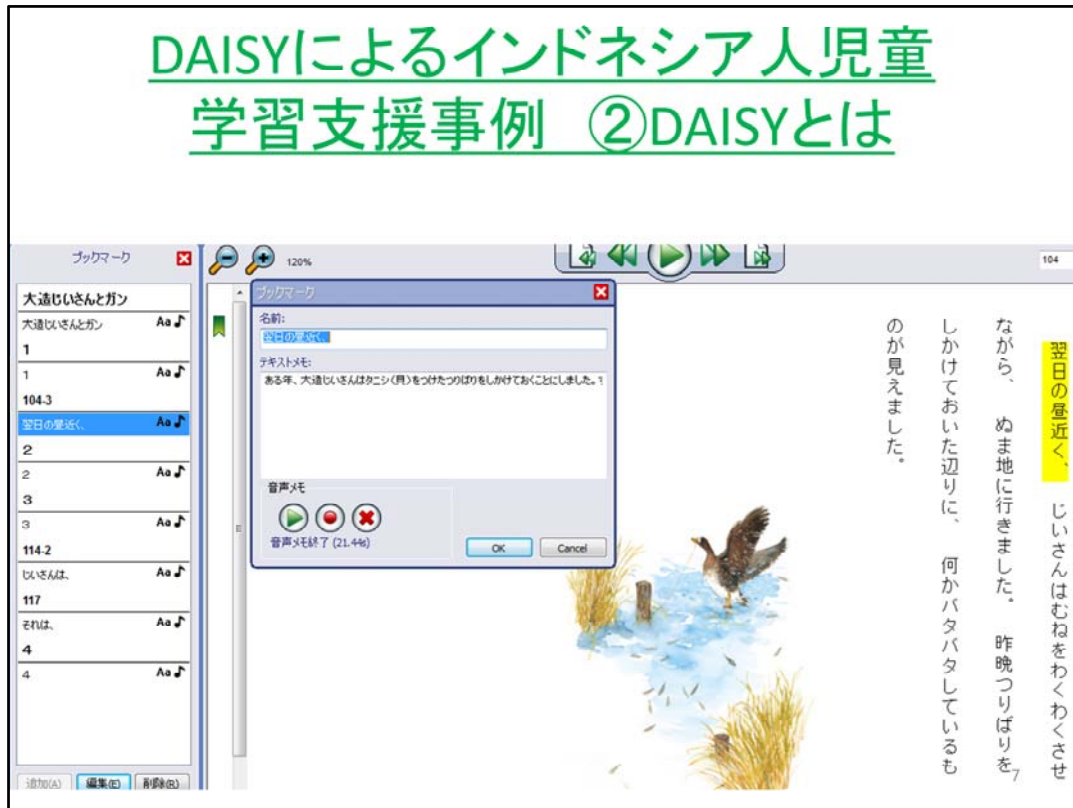 DAISYによるインドネシア人児童
学習支援事例　②DAISYとは
ブックマーク
大造じいさんとガン
大造じいさんとガン Aa♪
1
1 Aa♪
104-3
翌日の昼近く、 Aa♪
2
2 Aa♪
3
3 Aa♪
114-2
じいさんは、 Aa♪
117
それは、 Aa♪
4
4 Aa♪
追加(A) 編集(E) 削除(R)
120%
104
ブックマーク
名前:
翌日の昼近く、
テキストメモ:
ある年、大造じいさんはタニシ(貝)をつけたつりばりをしかけておくことにしました。
音声メモ
音声メモ終了 (21.44s)
OK Cancel
翌日の昼近く、　じいさんはむねをわくわくさせ
ながら、　ぬま地に行きました。　昨晩つりばりを
しかけておいた辺りに、　何かバタバタしているも
のが見えました。
7